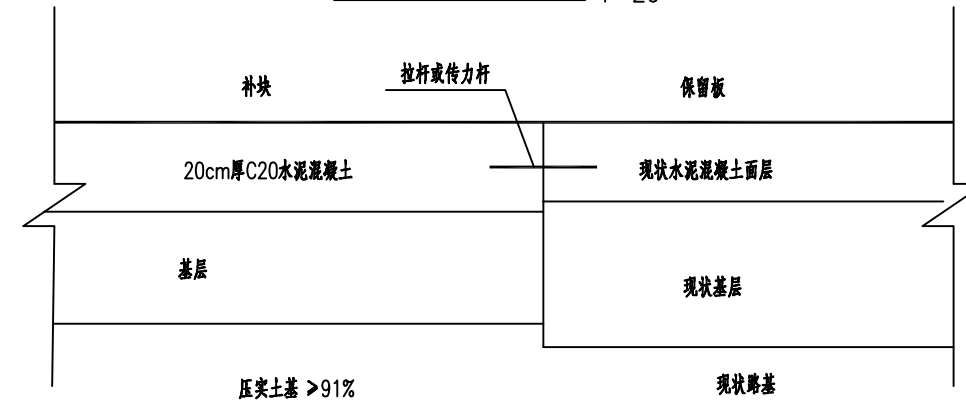 补块
拉杆或传力杆
保留板
20cm厚C20水泥混凝土
现状水泥混凝土面层
基层
现状基层
压实土基 >91%
现状路基